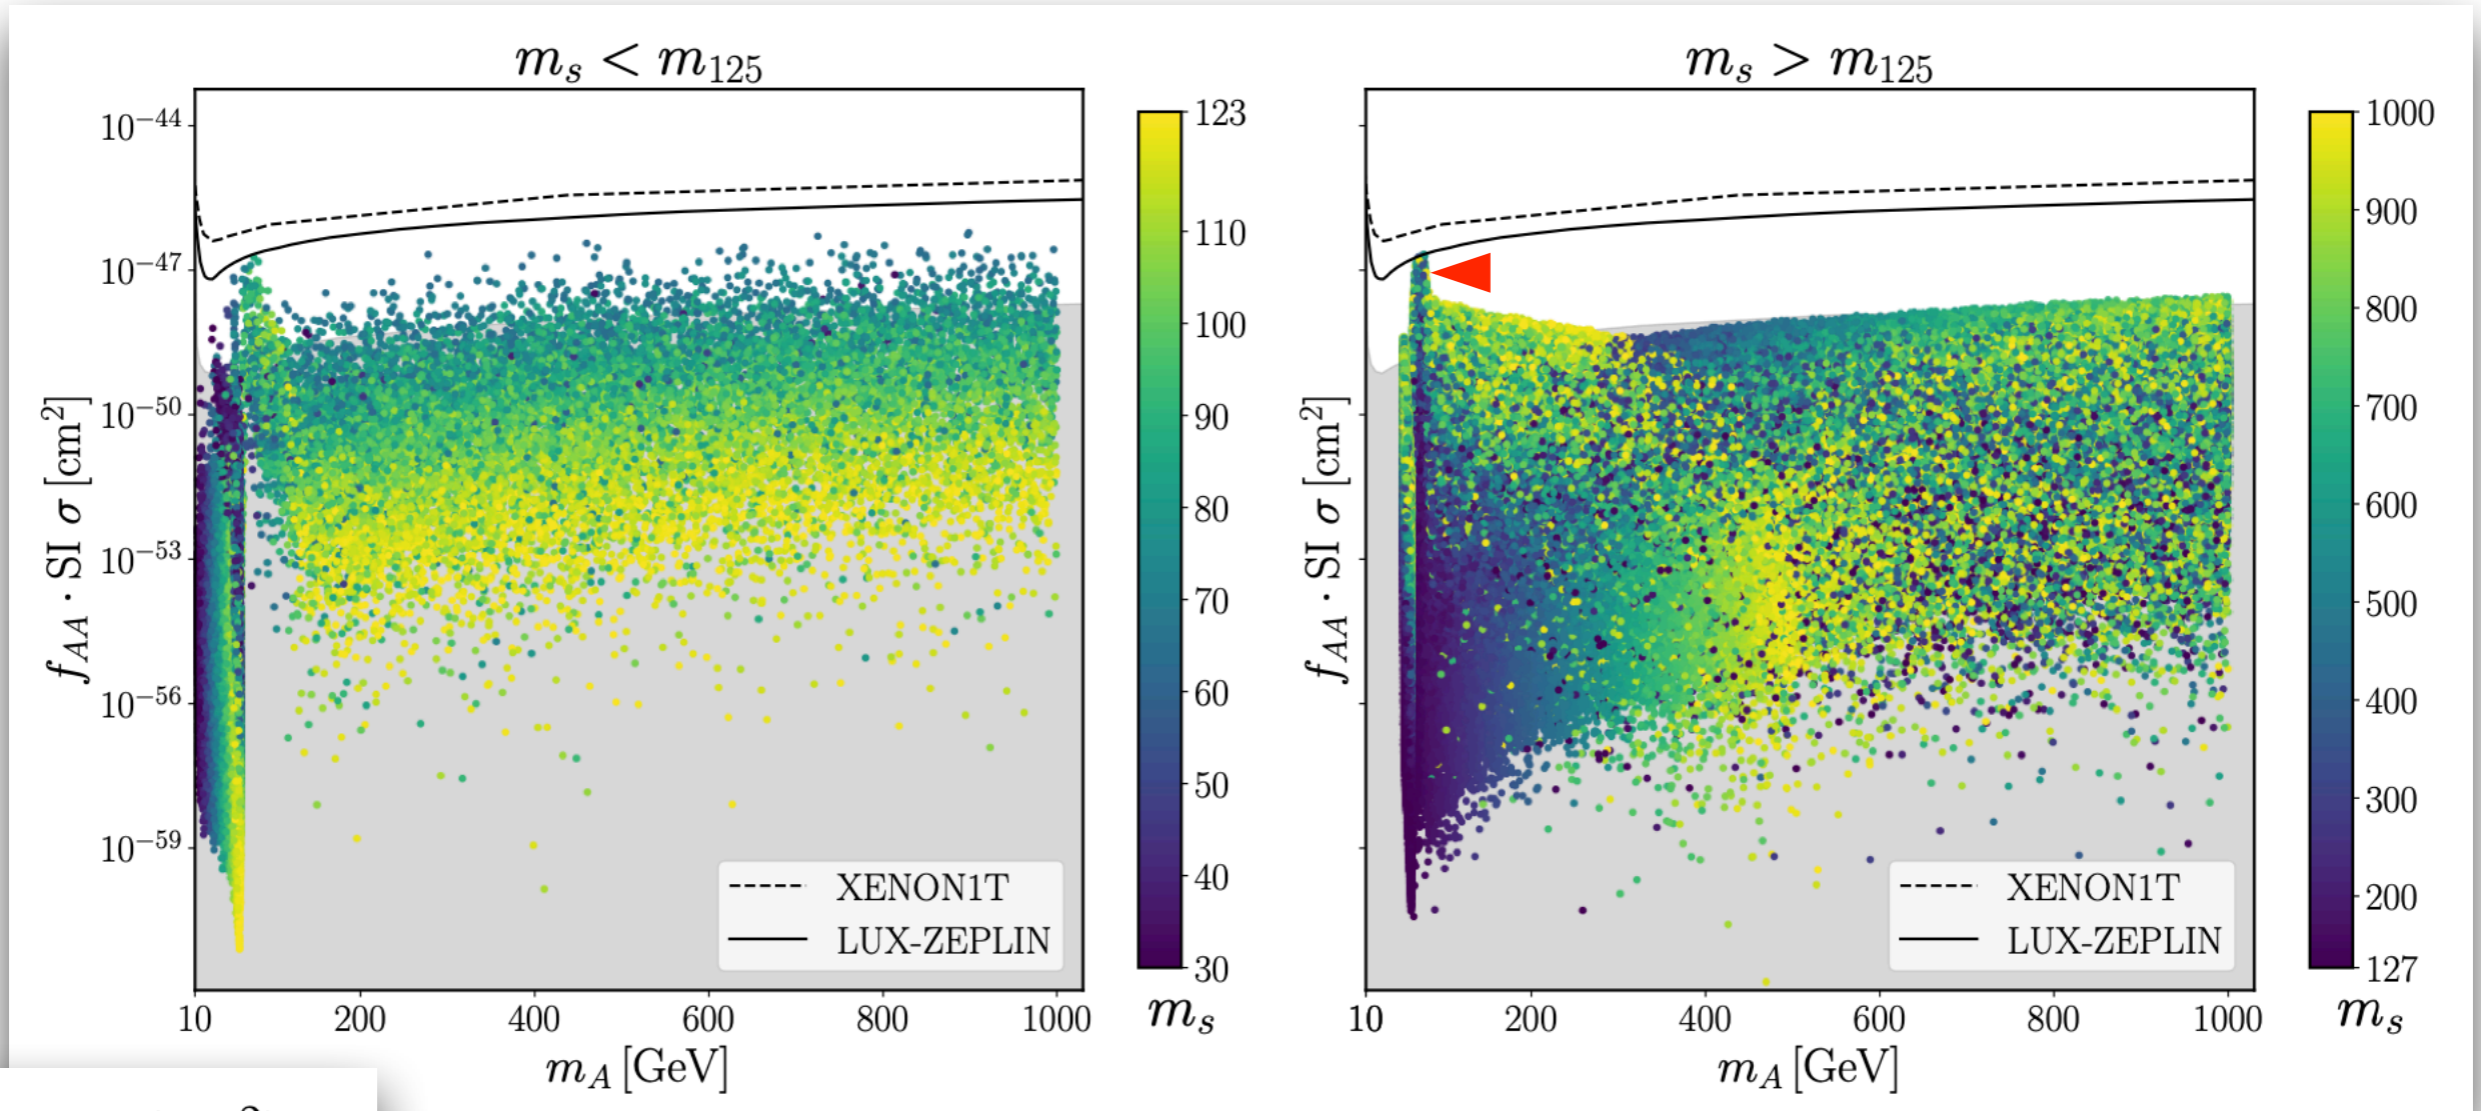 m_s < m_125
10^−44
10^−47
10^−50
10^−53
10^−56
10^−59
f_AA · SI σ [cm^2]
XENON1T
LUX-ZEPLIN
10 200 400 600 800 1000
m_A [GeV]
123
110
100
90
80
70
60
50
40
30
m_s
m_s > m_125
f_AA · SI σ [cm^2]
XENON1T
LUX-ZEPLIN
10 200 400 600 800 1000
m_A [GeV]
1000
900
800
700
600
500
400
300
200
127
m_s